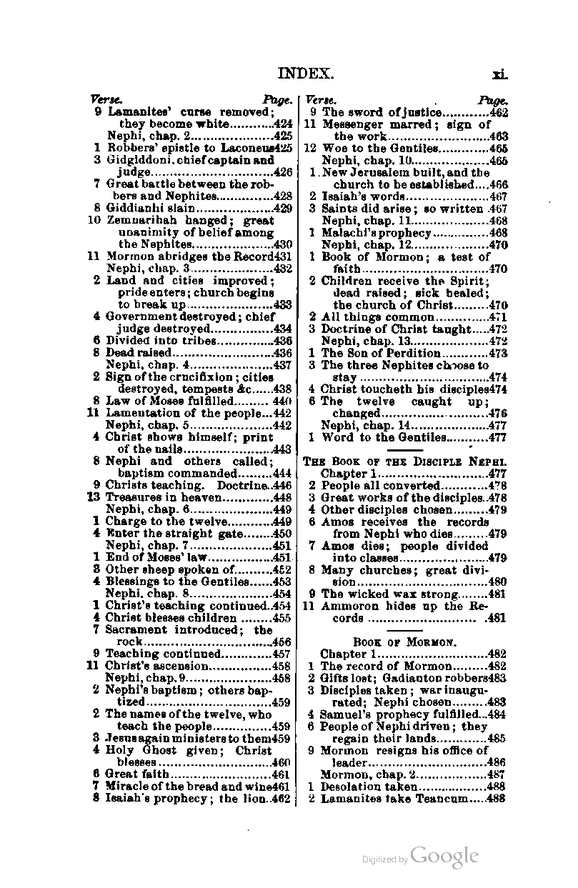 INDEX. xi.
Verse. Page.
9 Lamanites' curse removed;
they become white...........424
Nephi, chap. 2....................425
1 Robbers' epistle to Laconeus425
3 Gidgiddoni, chief captain and
judge..............................426
7 Great battle between the rob-
bers and Nephites..............428
8 Giddianhi slain...................429
10 Zemnarihah hanged; great
unanimity of belief among
the Nephites....................430
11 Mormon abridges the Record431
Nephi, chap. 3....................432
2 Land and cities improved;
pride enters; church begins
to break up.....................433
4 Government destroyed; chief
judge destroyed...............434
6 Divided into tribes..............436
8 Dead raised.........................436
Nephi, chap. 4....................437
2 Sign of the crucifixion; cities
destroyed, tempests &c.....438
8 Law of Moses fulfilled........ 440
11 Lamentation of the people...442
Nephi, chap. 5....................442
4 Christ shows himself; print
of the nails......................443
8 Nephi and others called;
baptism commanded.........444
9 Christs teaching. Doctrine..446
13 Treasures in heaven............448
Nephi, chap. 6....................449
1 Charge to the twelve...........449
4 Enter the straight gate.......450
Nephi, chap. 7....................451
1 End of Moses' law................451
3 Other sheep spoken of.........452
4 Blessings to the Gentiles......453
Nephi, chap. 8....................454
1 Christ's teaching continued..454
4 Christ blesses children ........455
7 Sacrament introduced; the
rock...............................456
9 Teaching continued.............457
11 Christ's ascension...............458
Nephi, chap. 9....................458
2 Nephi's baptism; others bap-
tized..............................459
2 The names of the twelve, who
teach the people...............459
3 Jesus again ministers to them459
4 Holy Ghost given; Christ
blesses ...........................460
6 Great faith.........................461
7 Miracle of the bread and wine461
8 Isaiah's prophecy; the lion..462
Verse. Page.
9 The sword of justice............462
11 Messenger marred; sign of
the work.........................463
12 Woe to the Gentiles............465
Nephi, chap. 10...................465
1 New Jerusalem built, and the
church to be established....466
2 Isaiah's words....................467
3 Saints did arise; so written .467
Nephi, chap. 11...................468
1 Malachi's prophecy.............468
Nephi, chap. 12...................470
1 Book of Mormon; a test of
faith...............................470
2 Children receive the Spirit;
dead raised; sick healed;
the church of Christ.........470
2 All things common..............471
3 Doctrine of Christ taught.....472
Nephi, chap. 13...................472
1 The Son of Perdition...........473
3 The three Nephites choose to
stay ...............................474
4 Christ toucheth his disciples474
6 The twelve caught up;
changed..........................476
Nephi, chap. 14...................477
1 Word to the Gentiles...........477
THE BOOK OF THE DISCIPLE NEPHI.
Chapter 1...........................477
2 People all converted............478
3 Great works of the disciples..478
4 Other disciples chosen.........479
6 Amos receives the records
from Nephi who dies.........479
7 Amos dies; people divided
into classes......................479
8 Many churches; great divi-
sion................................480
9 The wicked wax strong.......481
11 Ammoron hides up the Re-
cords .............................481
BOOK OF MORMON.
Chapter 1...........................482
1 The record of Mormon.........482
2 Gifts lost; Gadianton robbers483
3 Disciples taken; war inaugu-
rated; Nephi chosen.........483
4 Samuel's prophecy fulfilled...484
6 People of Nephi driven; they
regain their lands............485
9 Mormon resigns his office of
leader.............................486
Mormon, chap. 2.................487
1 Desolation taken.................488
2 Lamanites take Teancum.....488
Digitized by Google